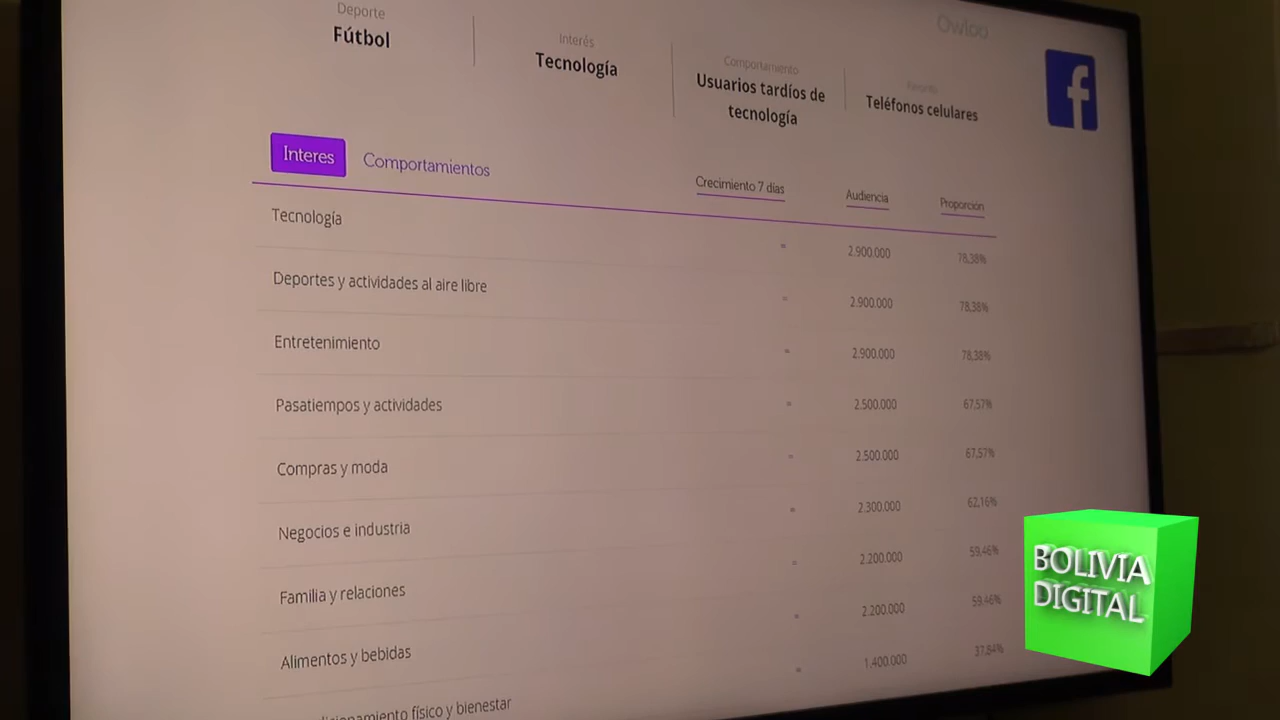 Deporte
Fútbol
Interés
Tecnología
Comportamiento
Usuarios tardíos de
tecnología
Teléfonos celulares
Owloo
f
Interes
Comportamientos
Crecimiento 7 días
Audiencia
Proporción
Tecnología = 2.900.000 78,38%
Deportes y actividades al aire libre = 2.900.000 78,38%
Entretenimiento = 2.900.000 78,38%
Pasatiempos y actividades = 2.500.000 67,57%
Compras y moda = 2.500.000 67,57%
Negocios e industria = 2.300.000 62,16%
Familia y relaciones = 2.200.000 59,46%
Alimentos y bebidas = 2.200.000 59,46%
físico y bienestar = 1.400.000 37,84%
BOLIVIA
DIGITAL